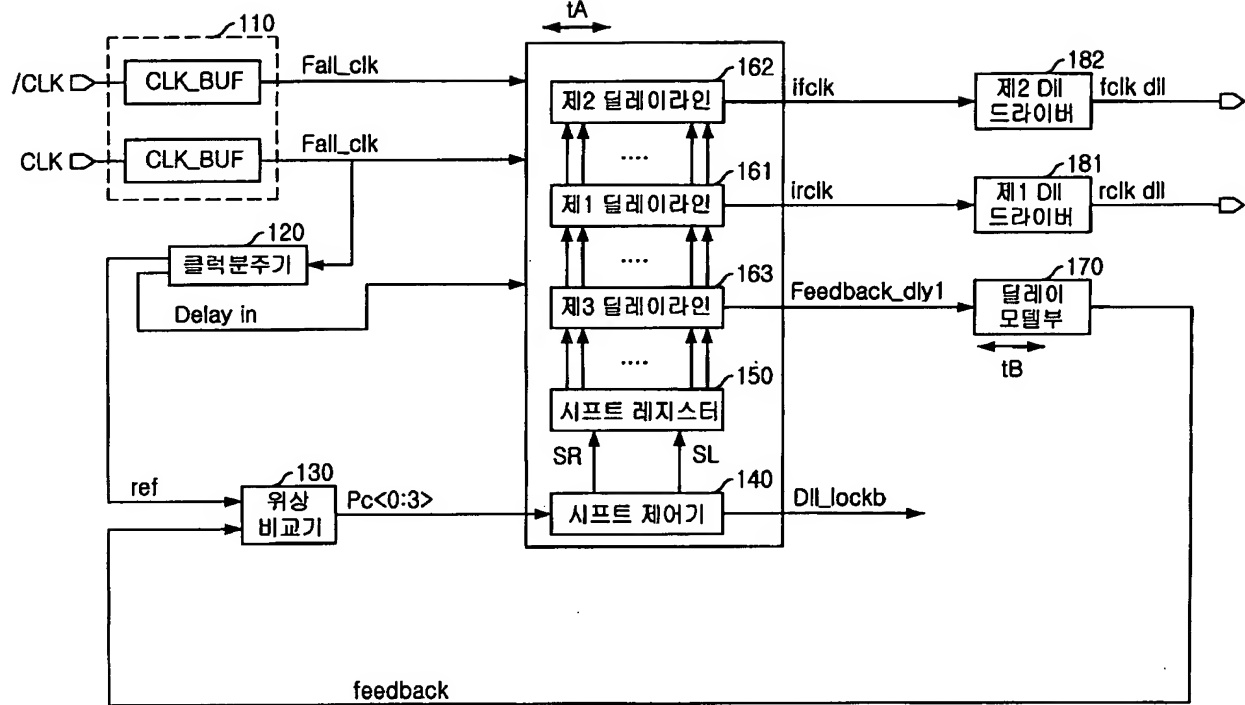 110
tA
/CLK
CLK_BUF
Fall_clk
162
제2 딜레이라인
ifclk
182
제2 Dll
드라이버
fclk dll
CLK
CLK_BUF
Fall_clk
....
161
제1 딜레이라인
irclk
181
제1 Dll
드라이버
rclk dll
120
클럭분주기
....
163
제3 딜레이라인
Feedback_dly1
170
딜레이
모델부
Delay in
tB
....
150
시프트 레지스터
SR
SL
ref
130
위상
비교기
Pc<0:3>
140
시프트 제어기
Dll_lockb
feedback